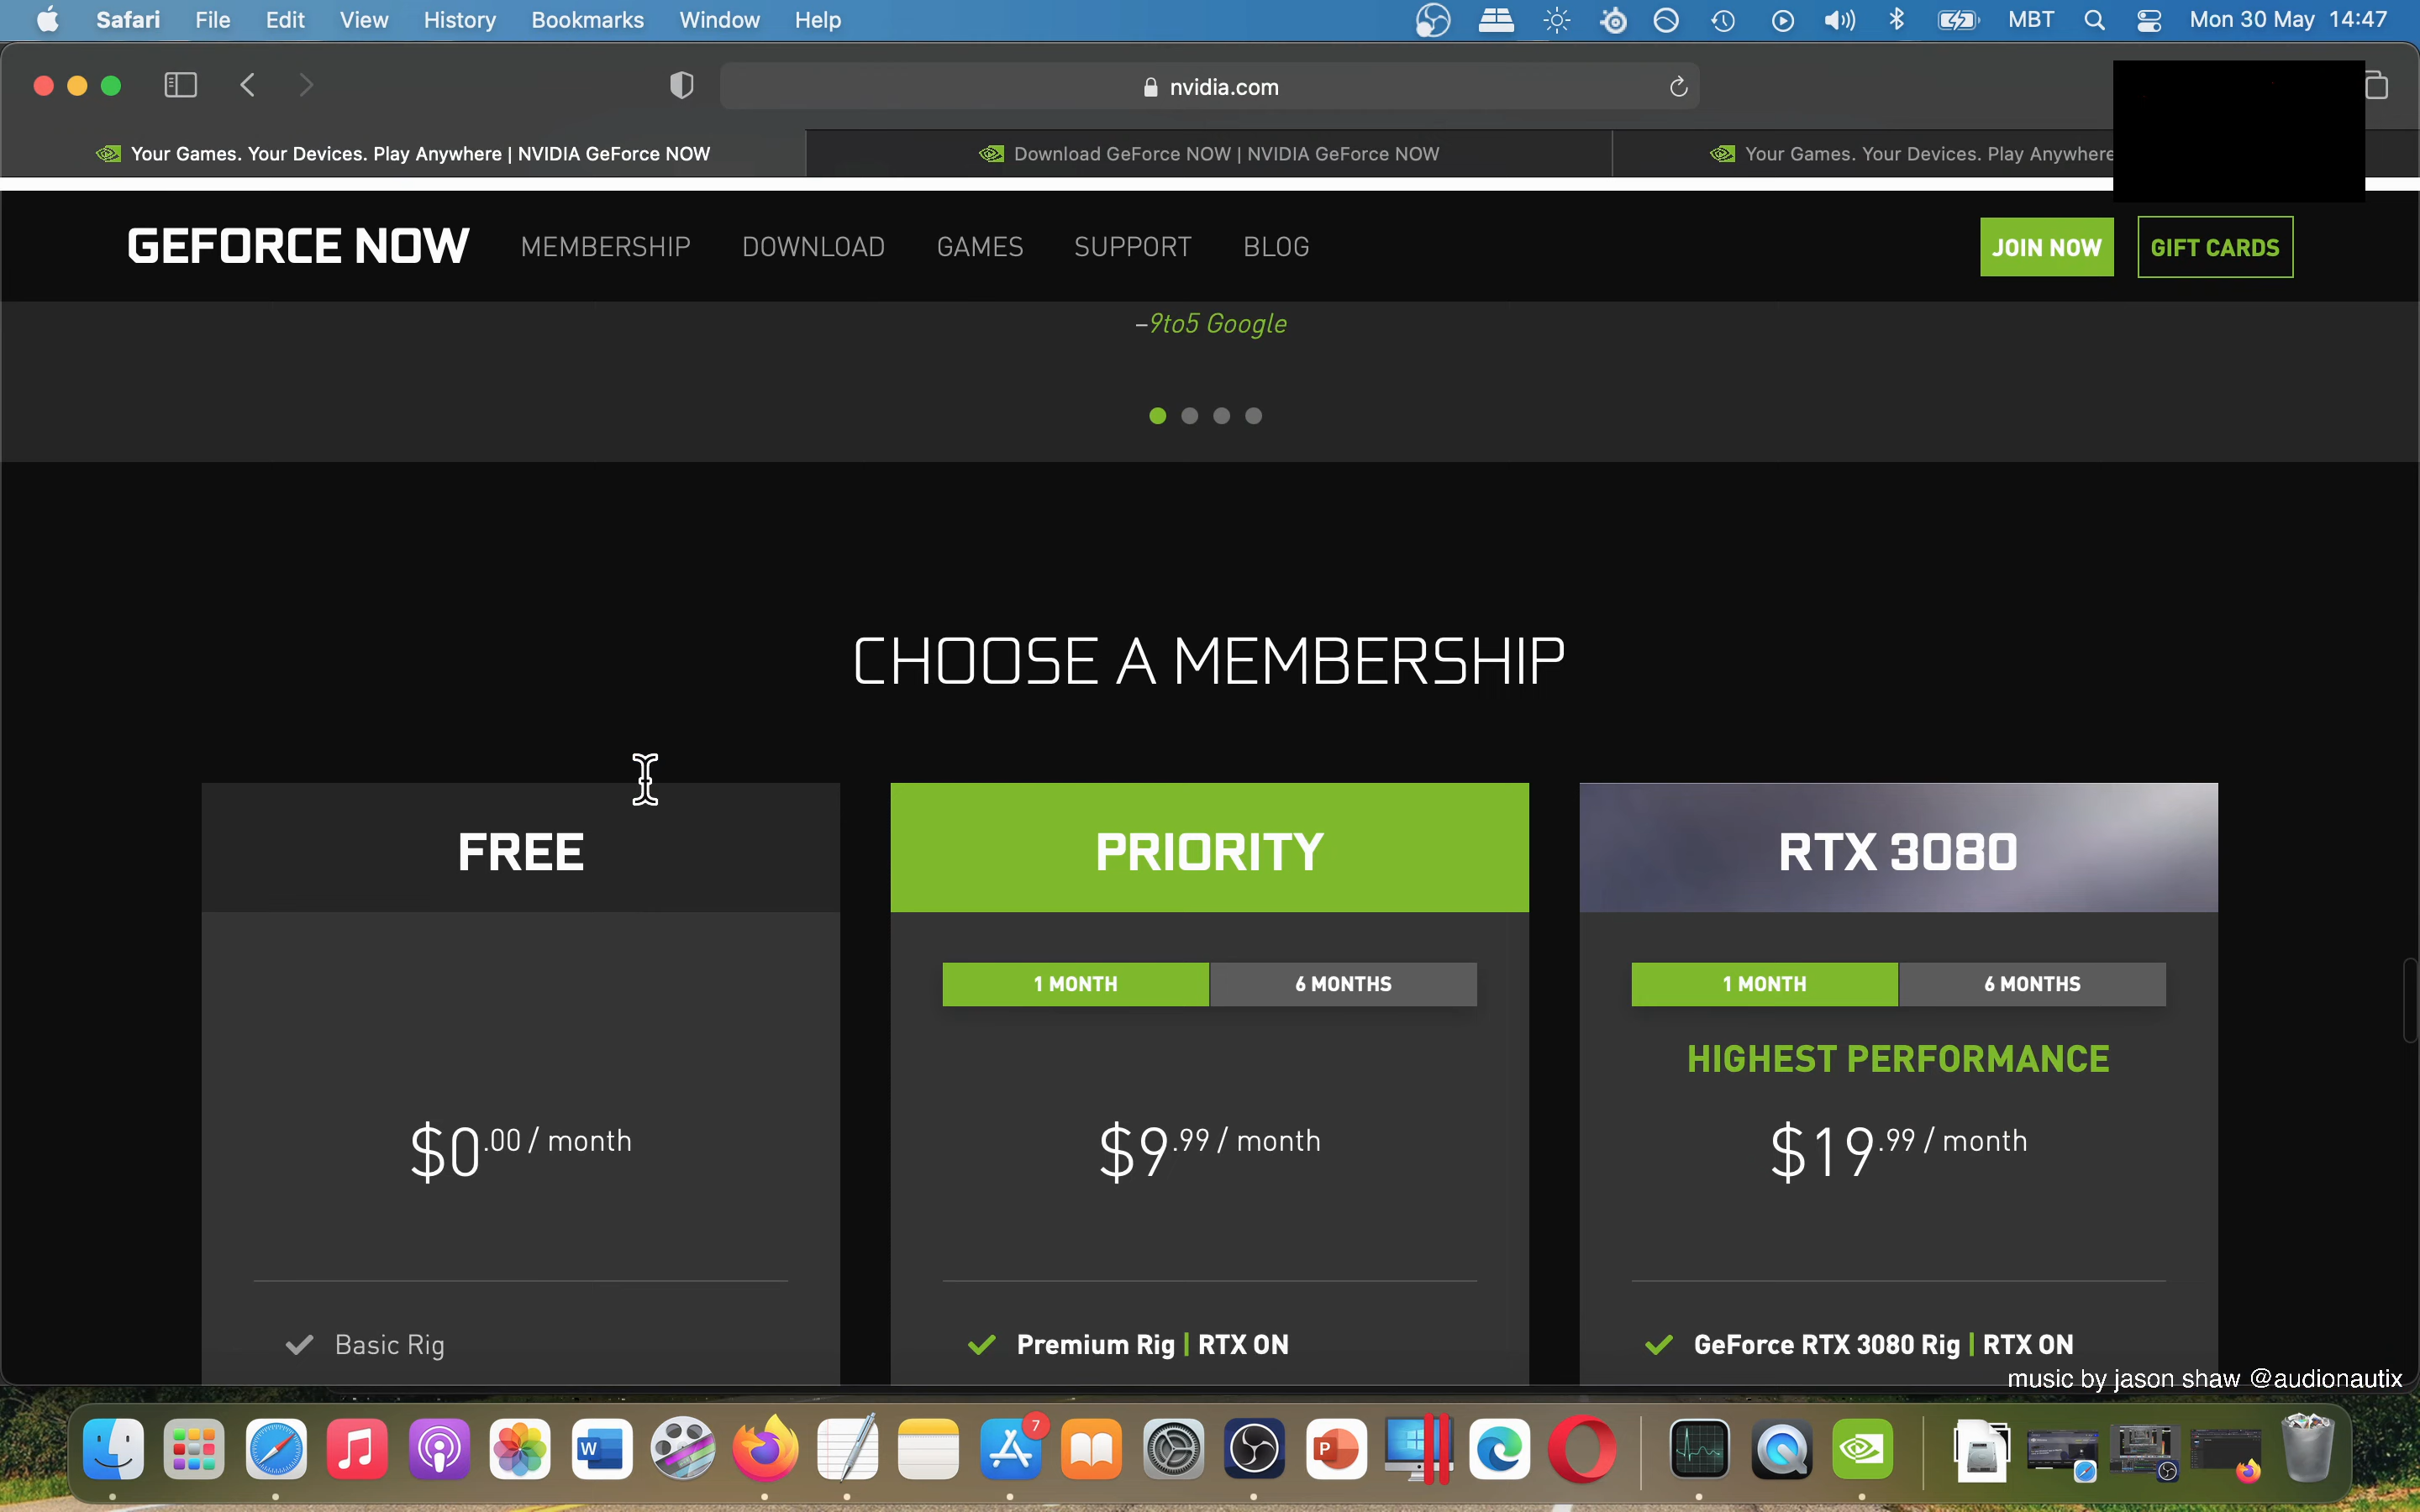 Safari File Edit View History Bookmarks Window Help MBT Mon 30 May 14:47
nvidia.com
Your Games. Your Devices. Play Anywhere | NVIDIA GeForce NOW
Download GeForce NOW | NVIDIA GeForce NOW
Your Games. Your Devices. Play Anywhere
GEFORCE NOW MEMBERSHIP DOWNLOAD GAMES SUPPORT BLOG JOIN NOW GIFT CARDS
–9to5 Google
CHOOSE A MEMBERSHIP
FREE
$0.00 / month
Basic Rig
PRIORITY
1 MONTH 6 MONTHS
$9.99 / month
Premium Rig | RTX ON
RTX 3080
1 MONTH 6 MONTHS
HIGHEST PERFORMANCE
$19.99 / month
GeForce RTX 3080 Rig | RTX ON
music by jason shaw @audionautix
7
W
P